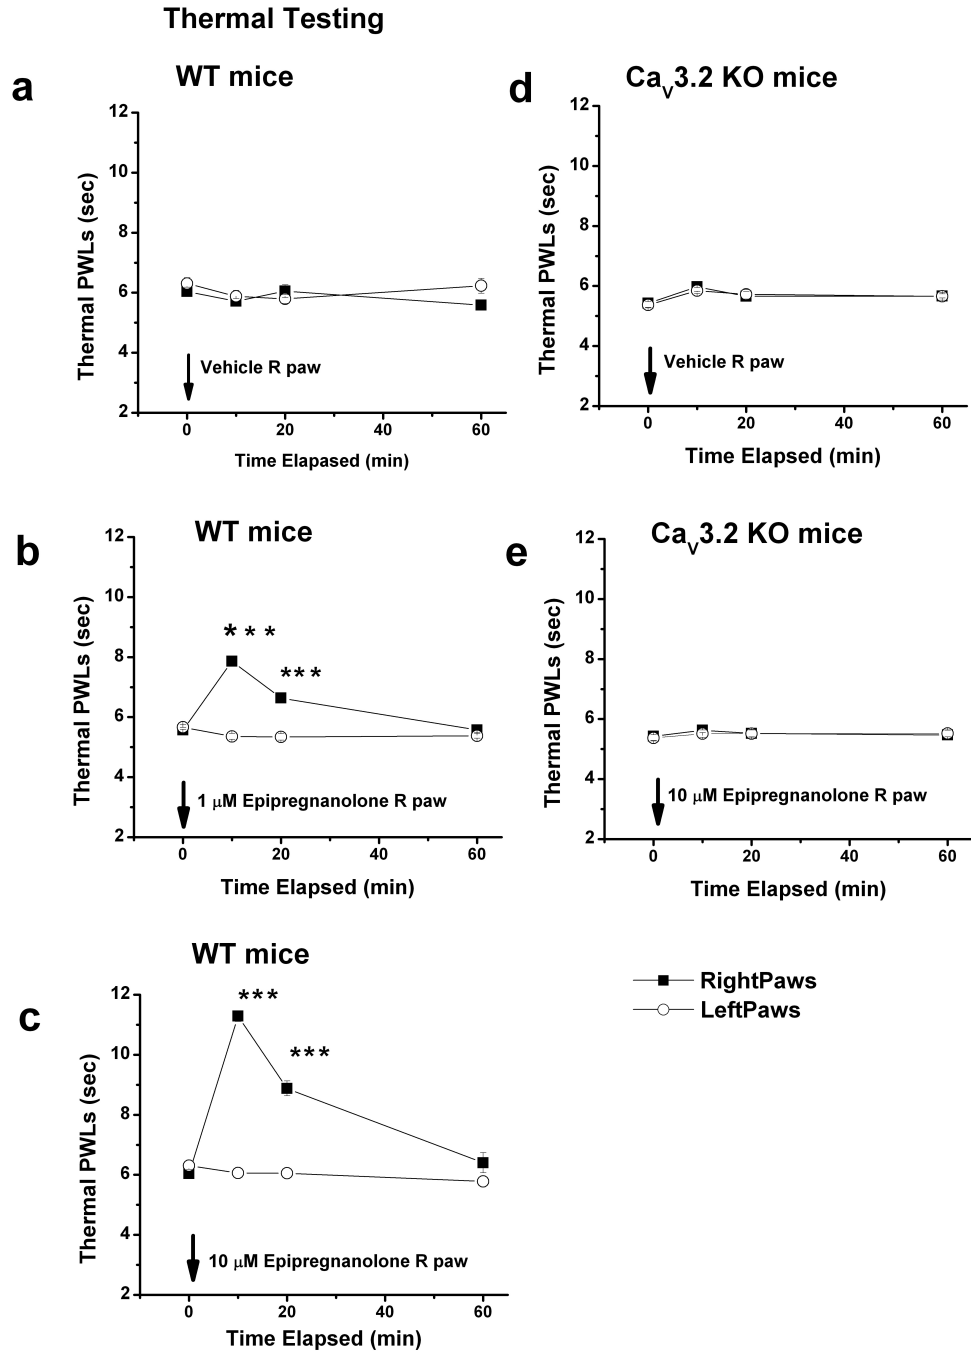 Thermal Testing
a
WT mice
12
10
8
6
4
2
Thermal PWLs (sec)
Vehicle R paw
0
20
40
60
Time Elapased (min)
d
Ca_V3.2 KO mice
12
10
8
6
4
2
Thermal PWLs (sec)
Vehicle R paw
0
20
40
60
Time Elapsed (min)
b
WT mice
12
10
8
6
4
2
Thermal PWLs (sec)
* * *
***
1 μM Epipregnanolone R paw
0
20
40
60
Time Elapsed (min)
e
Ca_V3.2 KO mice
12
10
8
6
4
2
Thermal PWLs (sec)
10 μM Epipregnanolone R paw
0
20
40
60
Time Elapsed (min)
c
WT mice
12
10
8
6
4
2
Thermal PWLs (sec)
***
***
10 μM Epipregnanolone R paw
0
20
40
60
Time Elapsed (min)
RightPaws
LeftPaws